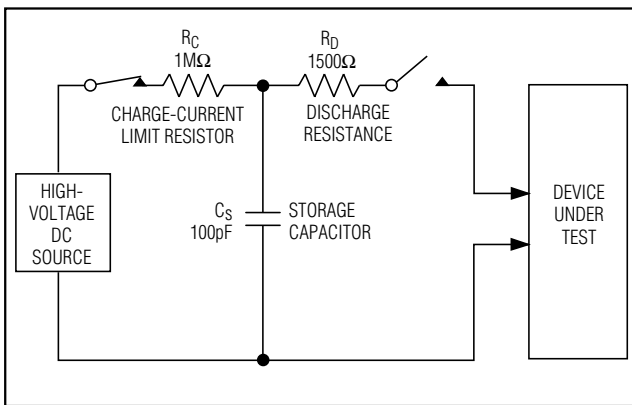 R_C
1MΩ
CHARGE-CURRENT
LIMIT RESISTOR
R_D
1500Ω
DISCHARGE
RESISTANCE
HIGH-
VOLTAGE
DC
SOURCE
C_S
100pF
STORAGE
CAPACITOR
DEVICE
UNDER
TEST